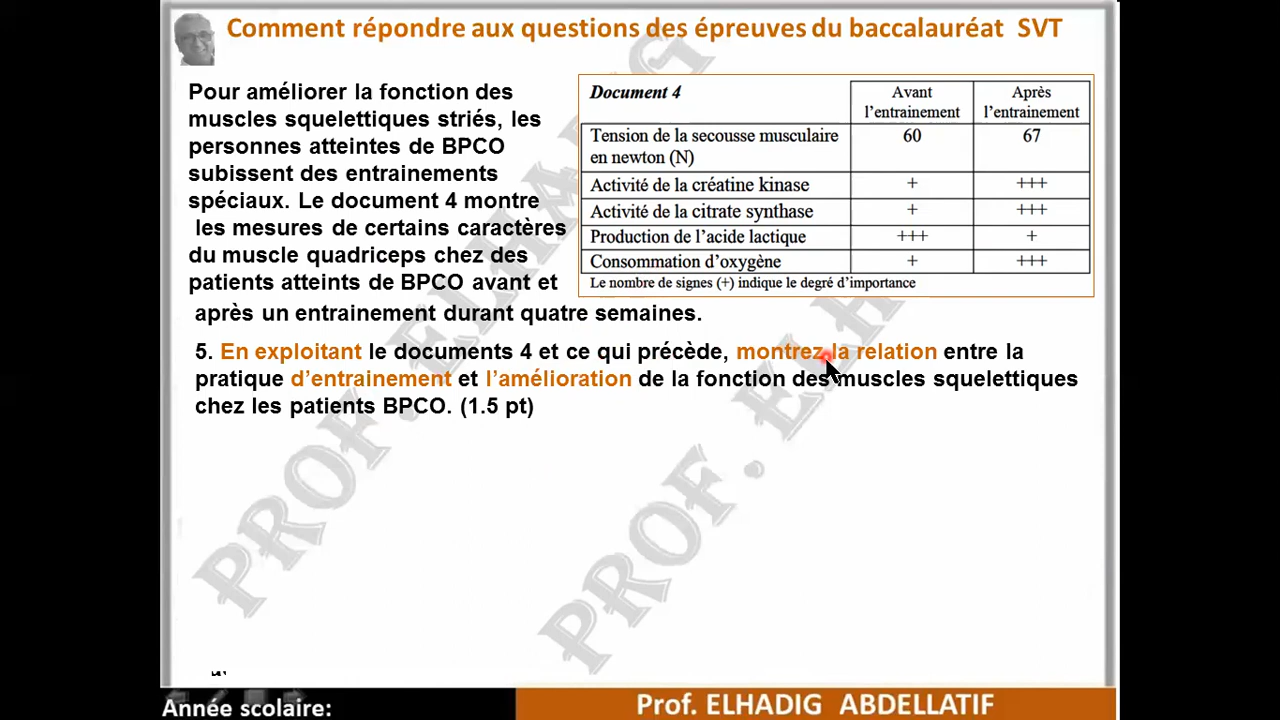 Comment répondre aux questions des épreuves du baccalauréat SVT
Pour améliorer la fonction des
muscles squelettiques striés, les
personnes atteintes de BPCO
subissent des entrainements
spéciaux. Le document 4 montre
les mesures de certains caractères
du muscle quadriceps chez des
patients atteints de BPCO avant et
après un entrainement durant quatre semaines.
Document 4
Avant
l'entrainement
Après
l'entrainement
Tension de la secousse musculaire
en newton (N)
60
67
Activité de la créatine kinase + +++
Activité de la citrate synthase + +++
Production de l'acide lactique +++ +
Consommation d'oxygène + +++
Le nombre de signes (+) indique le degré d'importance
5. En exploitant le documents 4 et ce qui précède, montrez la relation entre la
pratique d'entrainement et l'amélioration de la fonction des muscles squelettiques
chez les patients BPCO. (1.5 pt)
PROF. ELHADIG
PROF. ELH
Année scolaire:
Prof. ELHADIG ABDELLATIF